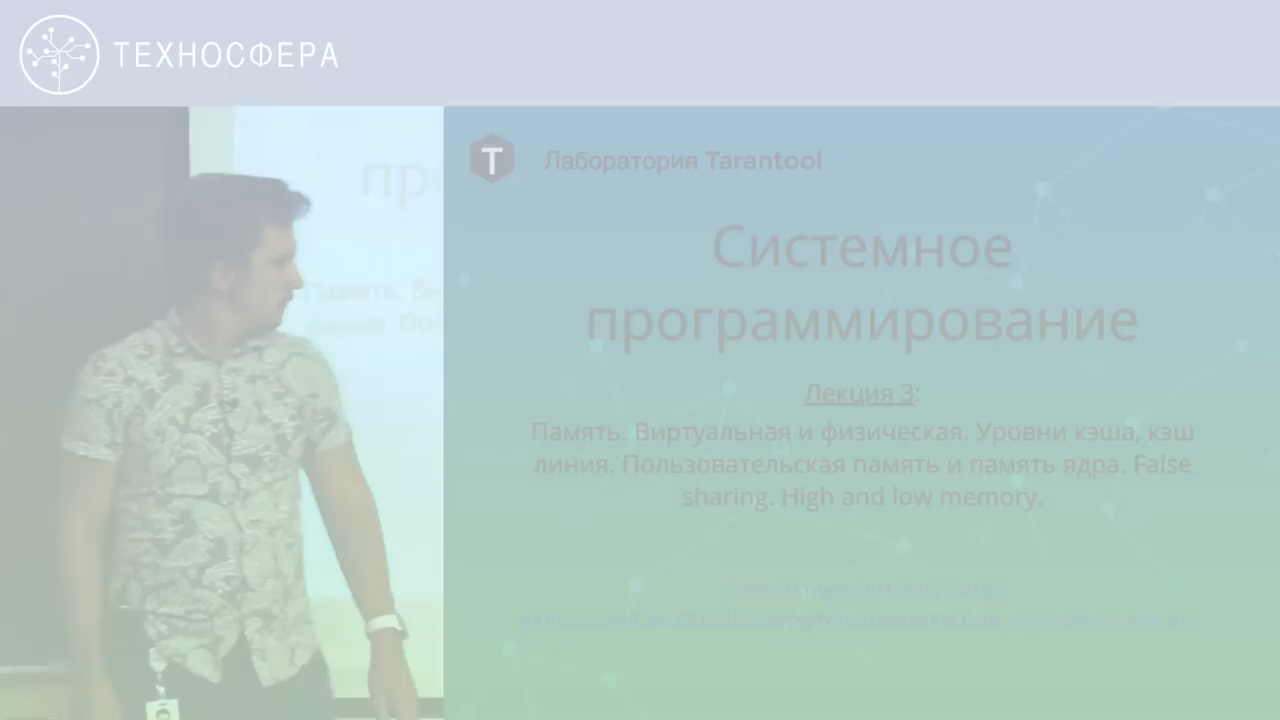 ТЕХНОСФЕРА
Лаборатория Tarantool
Системное
программирование
Лекция 3:
Память. Виртуальная и физическая. Уровни кэша, кэш
линия. Пользовательская память и память ядра. False
sharing. High and low memory.